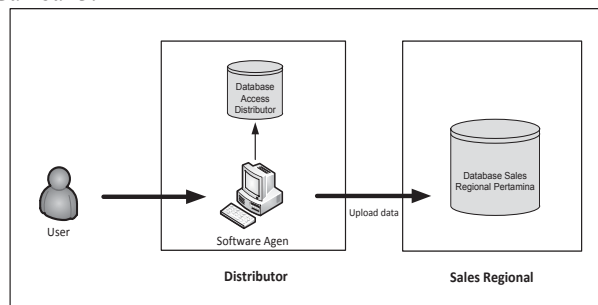 Database
Access
Distributor
User
Software Agen
Upload data
Database Sales
Regional Pertamina
Distributor
Sales Regional